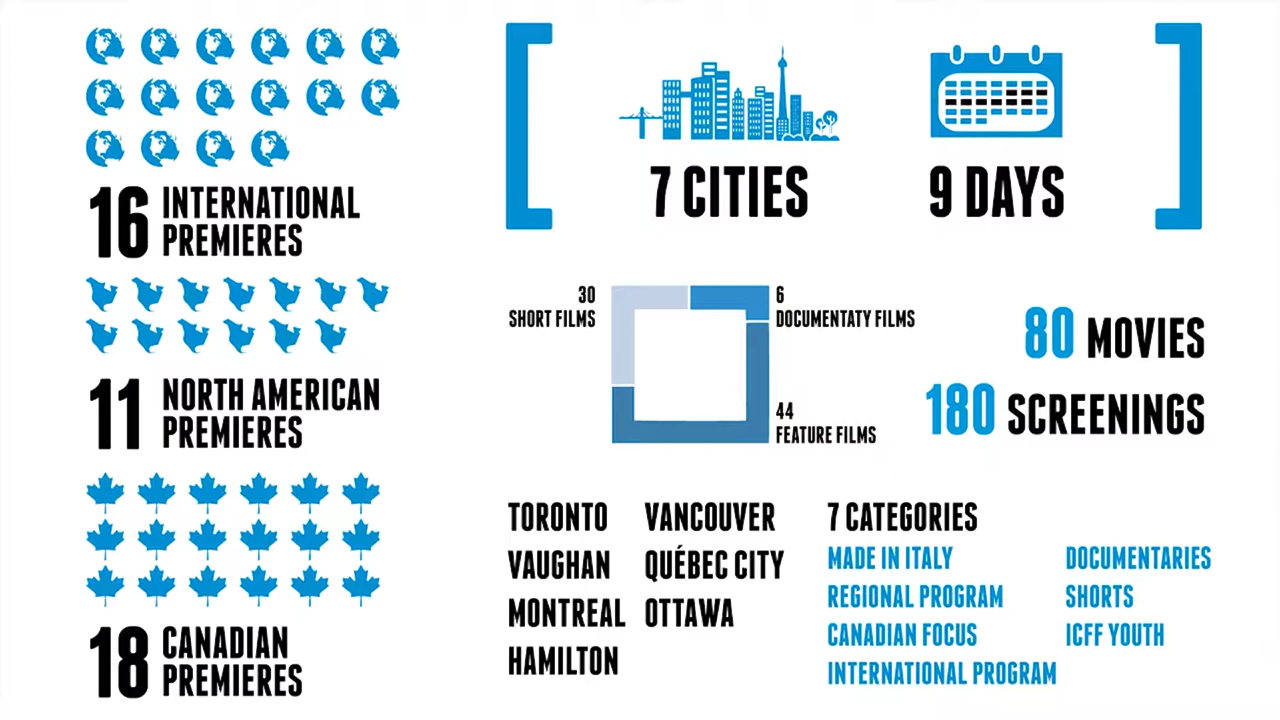 16 INTERNATIONAL
PREMIERES
11 NORTH AMERICAN
PREMIERES
18 CANADIAN
PREMIERES
7 CITIES
9 DAYS
30
SHORT FILMS
6
DOCUMENTATY FILMS
44
FEATURE FILMS
80 MOVIES
180 SCREENINGS
TORONTO
VAUGHAN
MONTREAL
HAMILTON
VANCOUVER
QUÉBEC CITY
OTTAWA
7 CATEGORIES
MADE IN ITALY
REGIONAL PROGRAM
CANADIAN FOCUS
INTERNATIONAL PROGRAM
DOCUMENTARIES
SHORTS
ICFF YOUTH